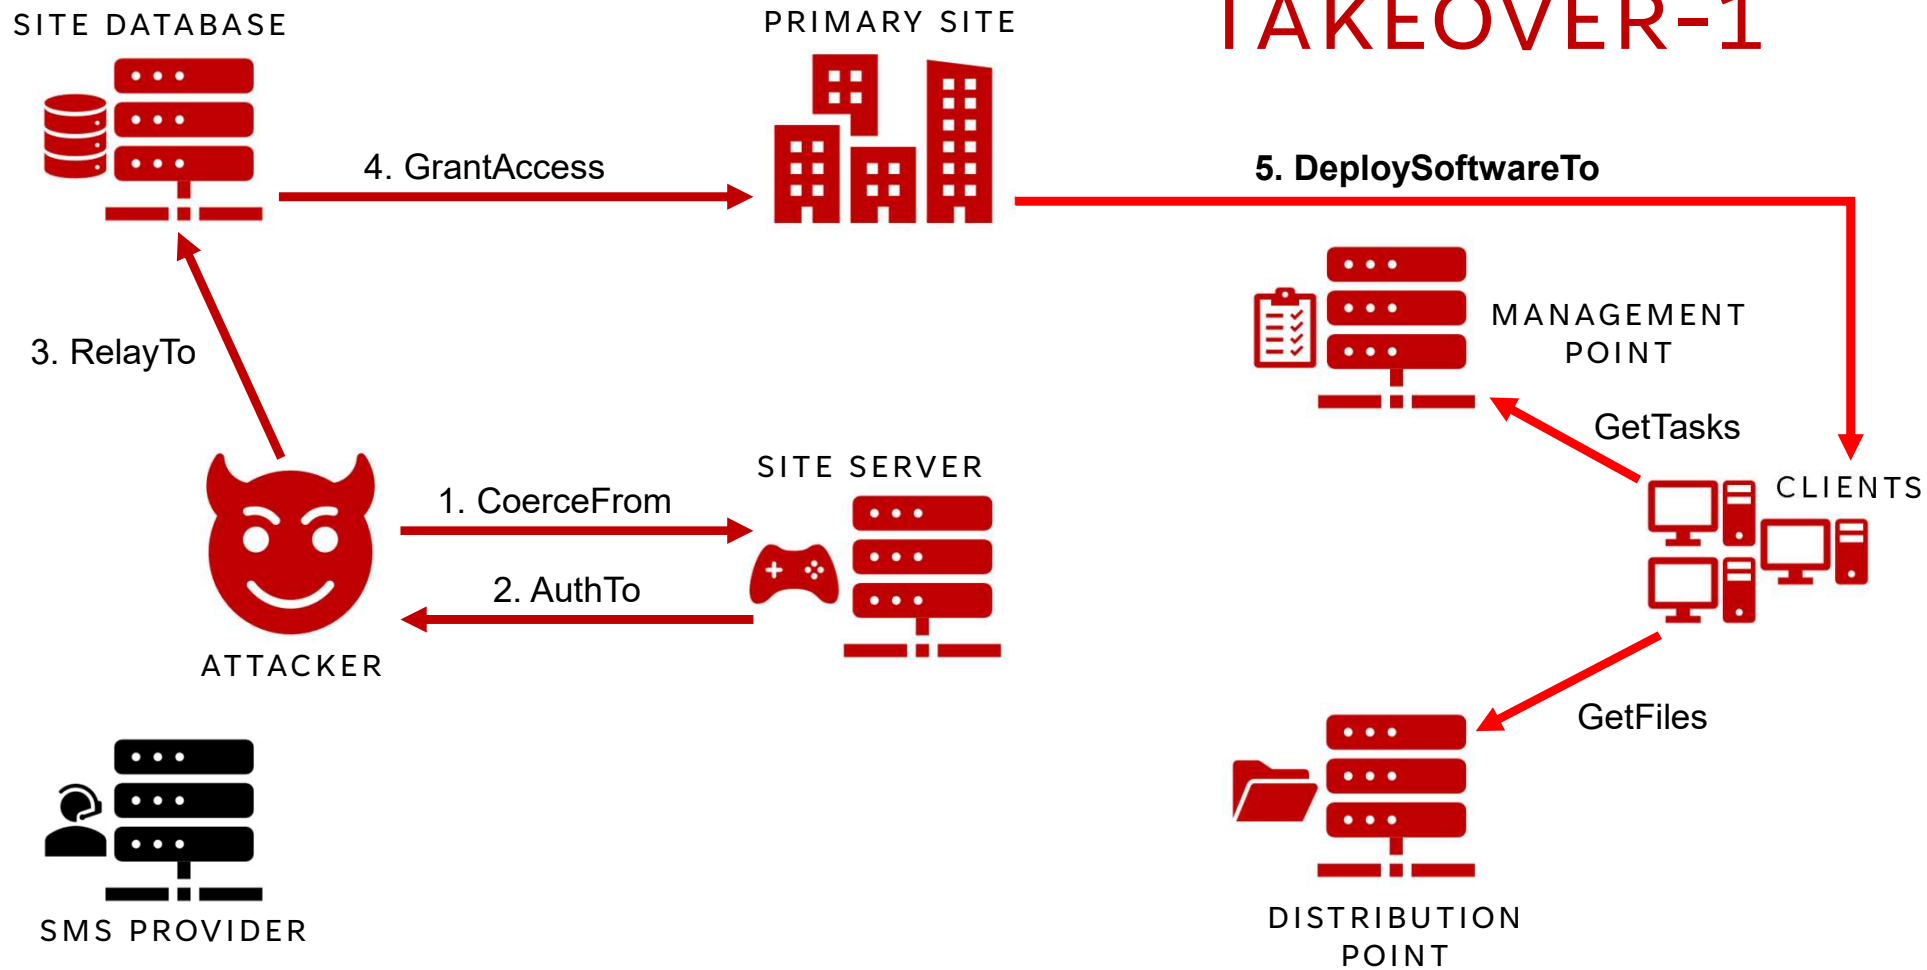 TAKEOVER-1
SITE DATABASE
PRIMARY SITE
4. GrantAccess
5. DeploySoftwareTo
3. RelayTo
MANAGEMENT
POINT
GetTasks
SITE SERVER
1. CoerceFrom
CLIENTS
2. AuthTo
ATTACKER
GetFiles
SMS PROVIDER
DISTRIBUTION
POINT